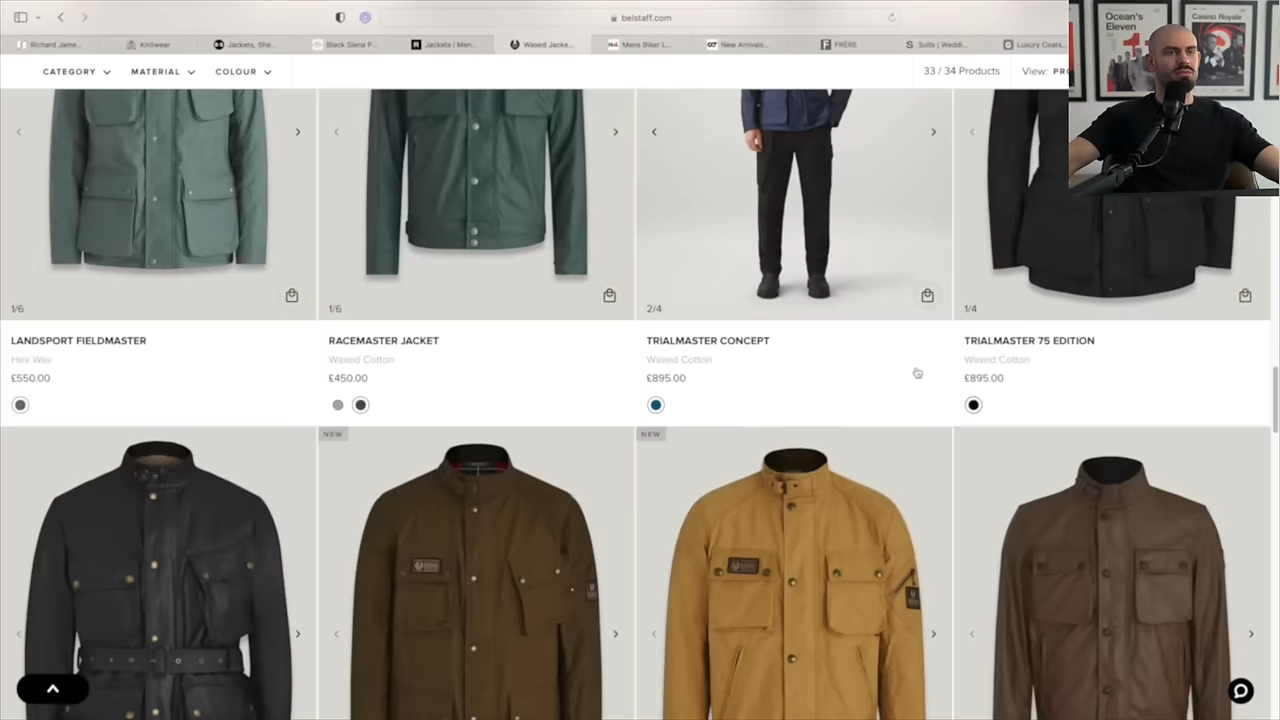 belstaff.com
Richard Jame...
Knitwear
Jackets, She...
Black Siena P...
Jackets | Men...
Waxed Jacke...
Mens Biker L...
New Arrivals...
FRÈRE
Suits | Weddi...
Luxury Coats...
Ocean's
Eleven
11
Casino Royale
CATEGORY
MATERIAL
COLOUR
33 / 34 Products
View:
1/6
1/6
2/4
1/4
LANDSPORT FIELDMASTER
RACEMASTER JACKET
TRIALMASTER CONCEPT
TRIALMASTER 75 EDITION
Hex Wax
Waxed Cotton
Waxed Cotton
Waxed Cotton
£550.00
£450.00
£895.00
£895.00
NEW
NEW